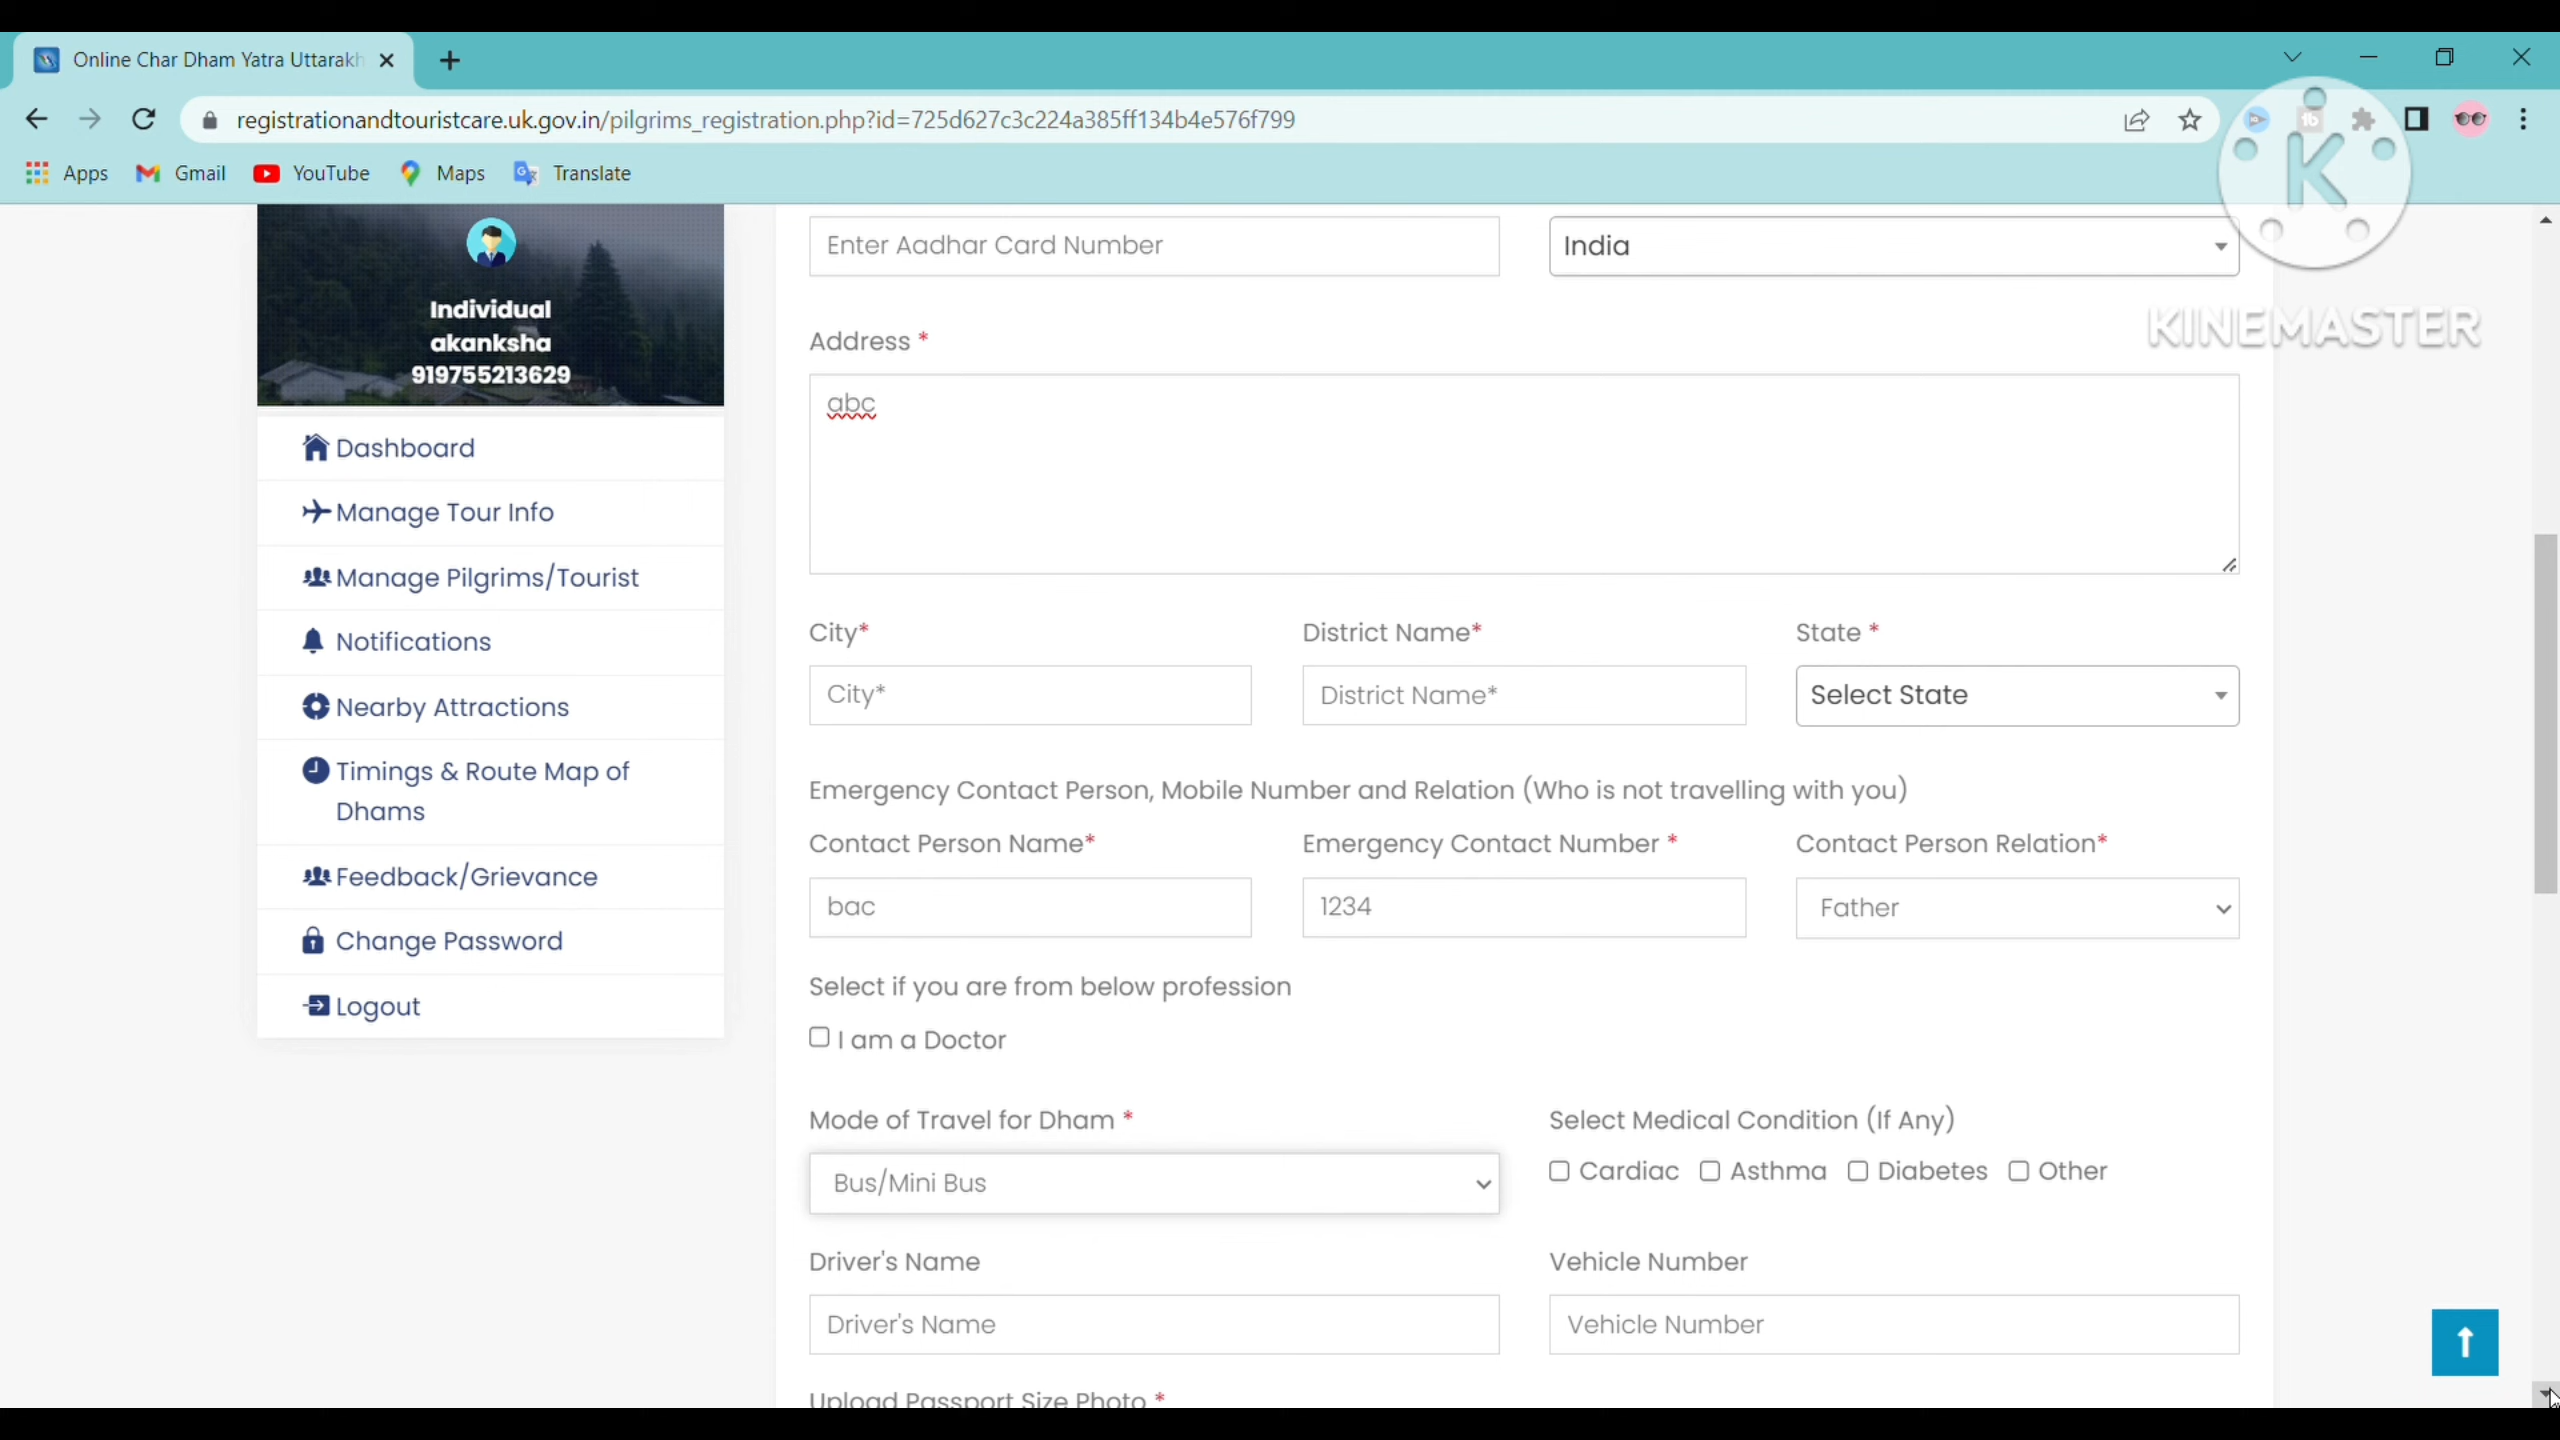 Online Char Dham Yatra Uttarakh
registrationandtouristcare.uk.gov.in/pilgrims_registration.php?id=725d627c3c224a385ff134b4e576f799
Apps Gmail YouTube Maps Translate
K
KINEMASTER
Individual
akanksha
919755213629
Dashboard
Manage Tour Info
Manage Pilgrims/Tourist
Notifications
Nearby Attractions
Timings & Route Map of
Dhams
Feedback/Grievance
Change Password
Logout
Enter Aadhar Card Number India
Address *
abc
City* District Name* State *
City* District Name* Select State
Emergency Contact Person, Mobile Number and Relation (Who is not travelling with you)
Contact Person Name* Emergency Contact Number * Contact Person Relation*
bac 1234 Father
Select if you are from below profession
I am a Doctor
Mode of Travel for Dham * Select Medical Condition (If Any)
Bus/Mini Bus Cardiac Asthma Diabetes Other
Driver's Name Vehicle Number
Driver's Name Vehicle Number
Upload Passport Size Photo *